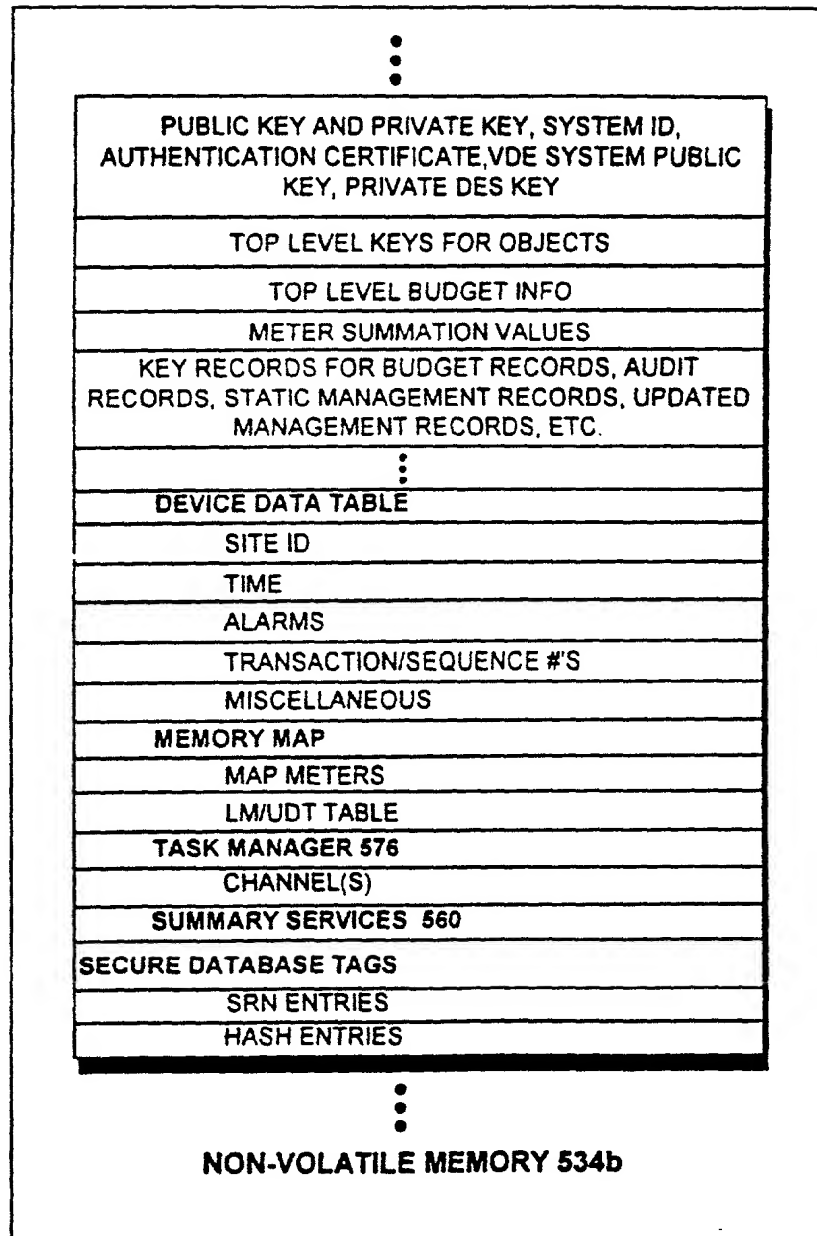 PUBLIC KEY AND PRIVATE KEY, SYSTEM ID,
AUTHENTICATION CERTIFICATE,VDE SYSTEM PUBLIC
KEY, PRIVATE DES KEY
TOP LEVEL KEYS FOR OBJECTS
TOP LEVEL BUDGET INFO
METER SUMMATION VALUES
KEY RECORDS FOR BUDGET RECORDS, AUDIT
RECORDS, STATIC MANAGEMENT RECORDS, UPDATED
MANAGEMENT RECORDS, ETC.
DEVICE DATA TABLE
SITE ID
TIME
ALARMS
TRANSACTION/SEQUENCE #'S
MISCELLANEOUS
MEMORY MAP
MAP METERS
LM/UDT TABLE
TASK MANAGER 576
CHANNEL(S)
SUMMARY SERVICES 560
SECURE DATABASE TAGS
SRN ENTRIES
HASH ENTRIES
NON-VOLATILE MEMORY 534b